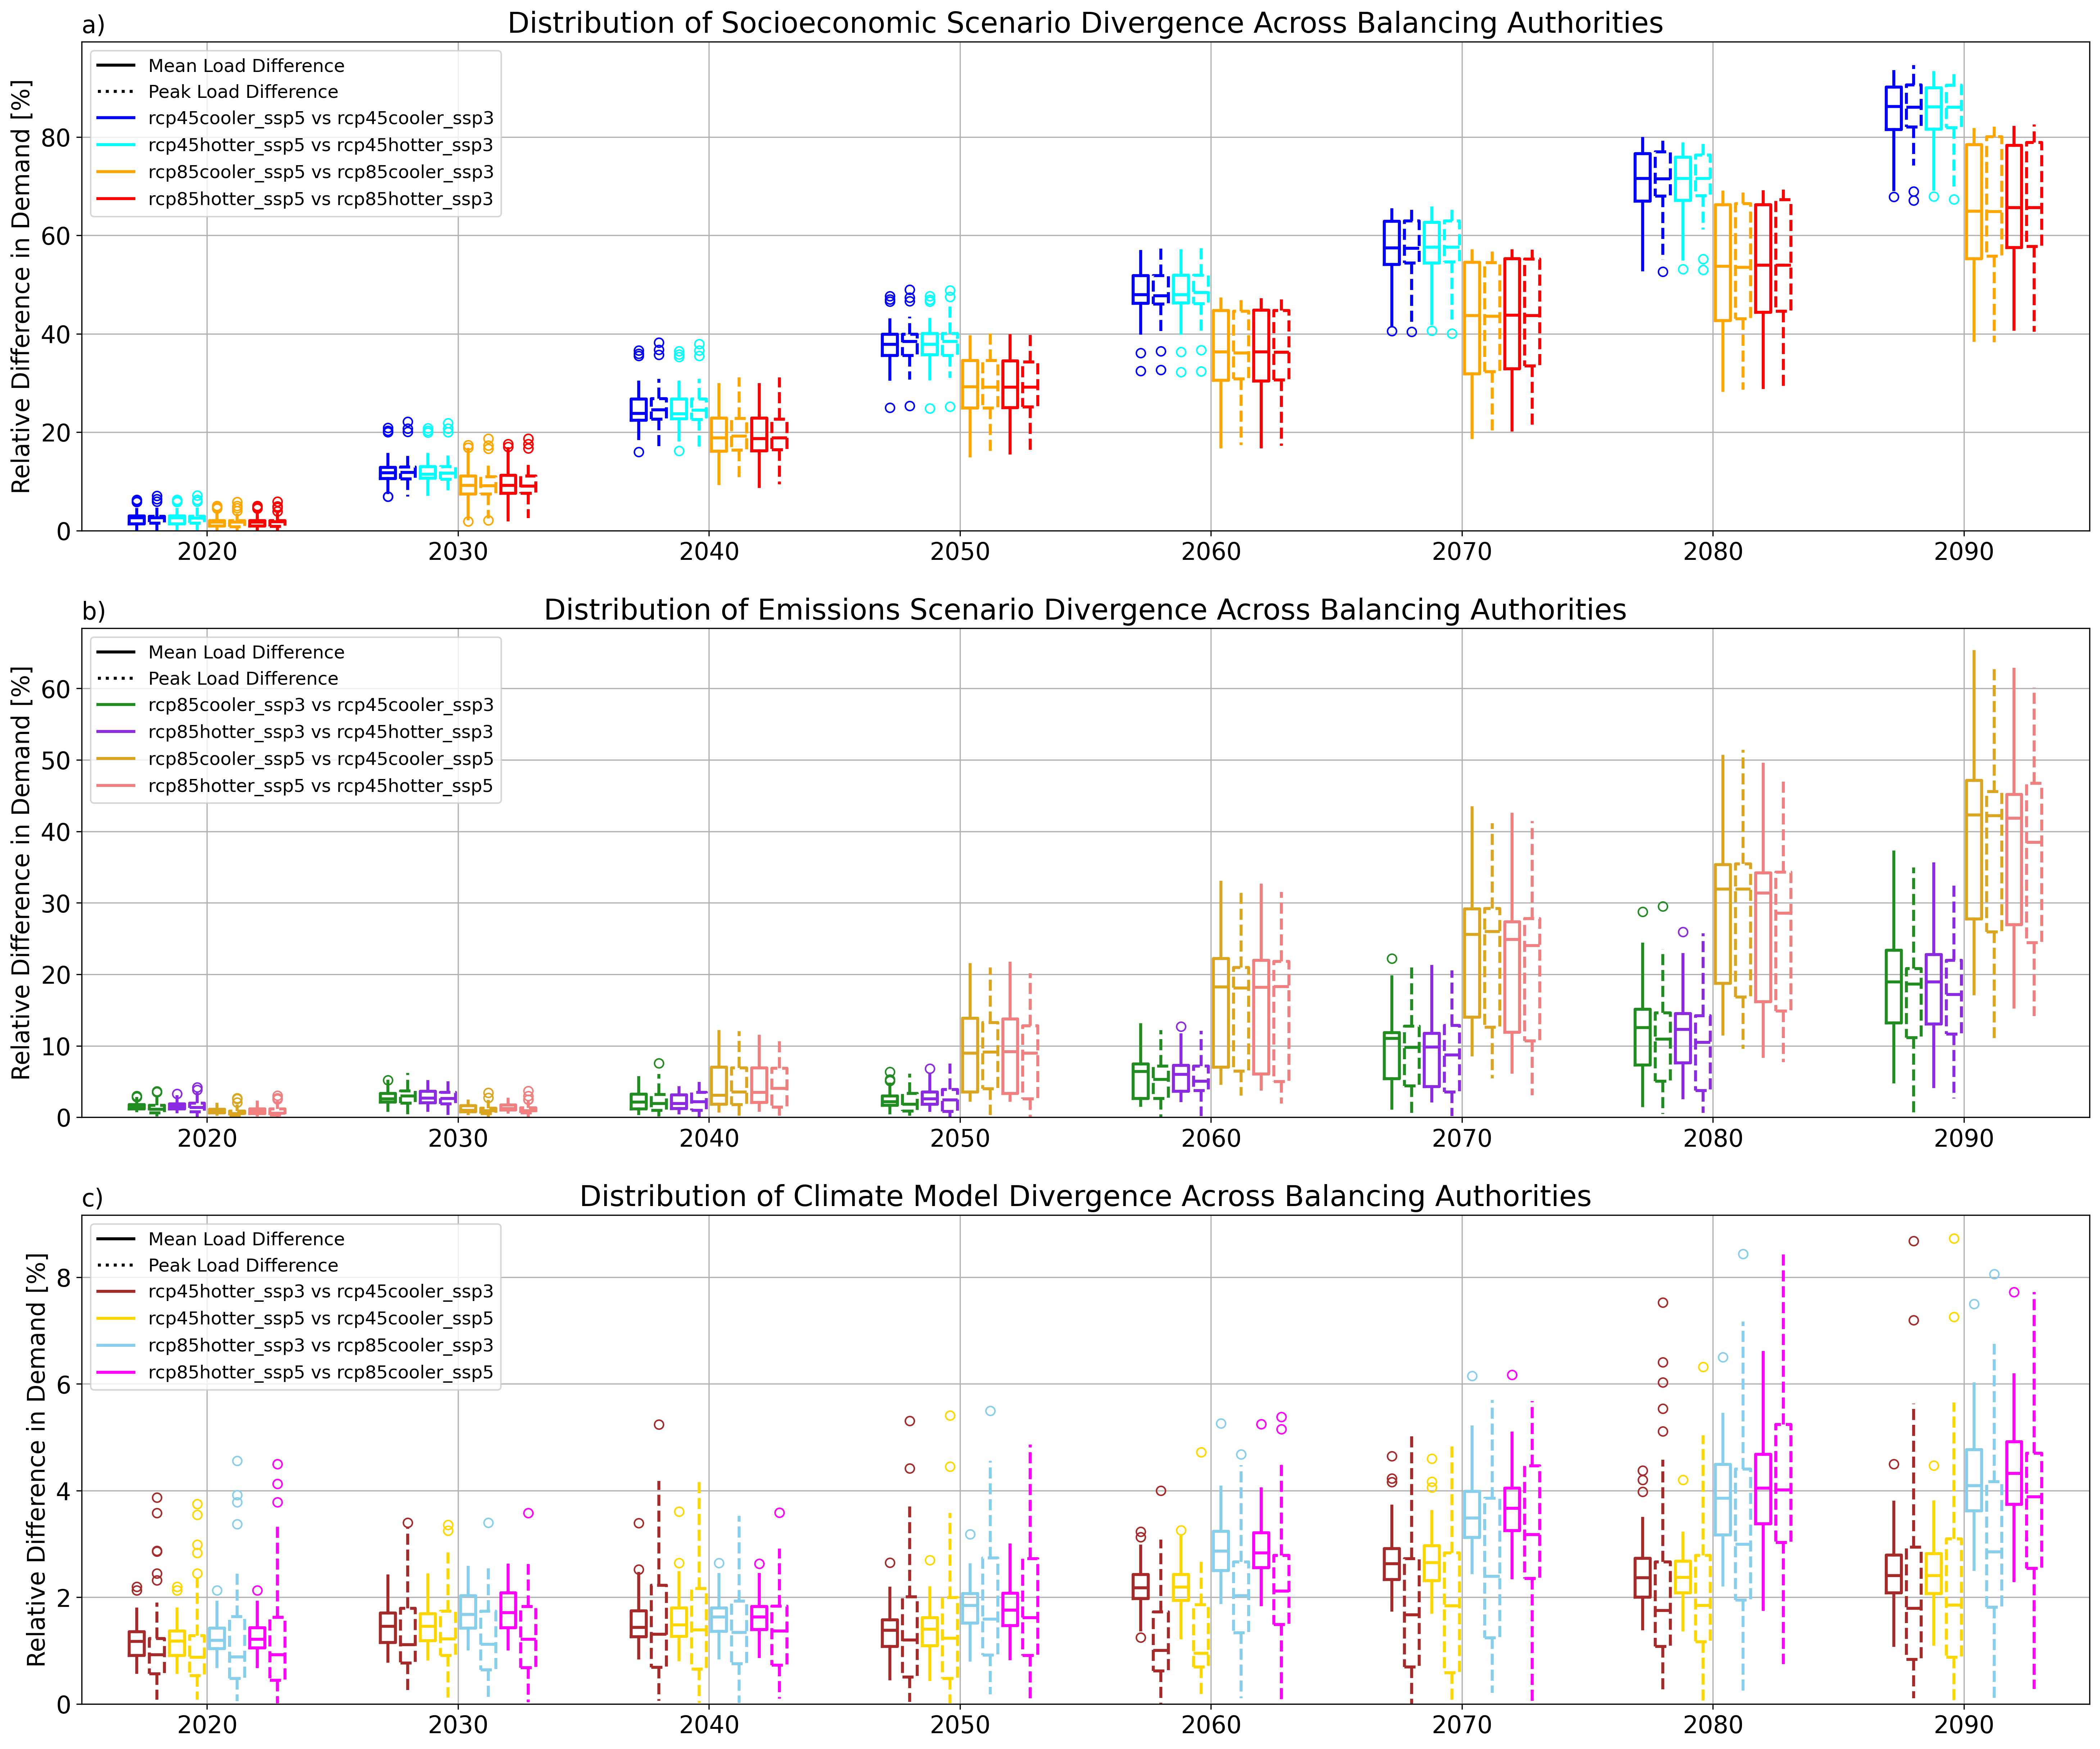 a)
Distribution of Socioeconomic Scenario Divergence Across Balancing Authorities
Relative Difference in Demand [%]
Mean Load Difference
Peak Load Difference
rcp45cooler_ssp5 vs rcp45cooler_ssp3
rcp45hotter_ssp5 vs rcp45hotter_ssp3
rcp85cooler_ssp5 vs rcp85cooler_ssp3
rcp85hotter_ssp5 vs rcp85hotter_ssp3
80
60
40
20
0
2020 2030 2040 2050 2060 2070 2080 2090
b)
Distribution of Emissions Scenario Divergence Across Balancing Authorities
Relative Difference in Demand [%]
Mean Load Difference
Peak Load Difference
rcp85cooler_ssp3 vs rcp45cooler_ssp3
rcp85hotter_ssp3 vs rcp45hotter_ssp3
rcp85cooler_ssp5 vs rcp45cooler_ssp5
rcp85hotter_ssp5 vs rcp45hotter_ssp5
60
50
40
30
20
10
0
2020 2030 2040 2050 2060 2070 2080 2090
c)
Distribution of Climate Model Divergence Across Balancing Authorities
Relative Difference in Demand [%]
Mean Load Difference
Peak Load Difference
rcp45hotter_ssp3 vs rcp45cooler_ssp3
rcp45hotter_ssp5 vs rcp45cooler_ssp5
rcp85hotter_ssp3 vs rcp85cooler_ssp3
rcp85hotter_ssp5 vs rcp85cooler_ssp5
8
6
4
2
0
2020 2030 2040 2050 2060 2070 2080 2090